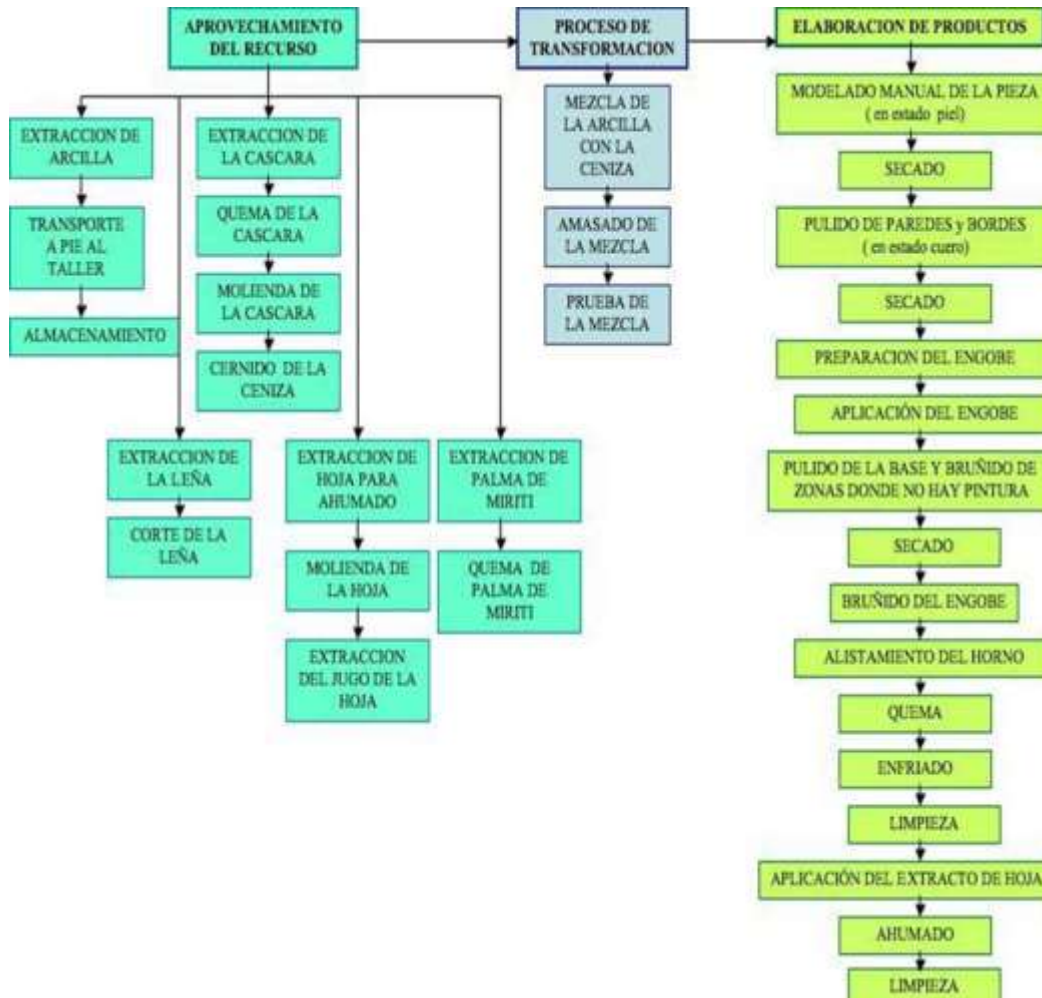 APROVECHAMIENTO
DEL RECURSO
PROCESO DE
TRANSFORMACION
ELABORACION DE PRODUCTOS
EXTRACCION DE
ARCILLA
TRANSPORTE
A PIE AL
TALLER
ALMACENAMIENTO
EXTRACCION DE
LA CASCARA
QUEMA DE LA
CASCARA
MOLIENDA DE
LA CASCARA
CERNIDO DE LA
CENIZA
EXTRACCION DE
LA LEÑA
CORTE DE LA
LEÑA
EXTRACCION DE
HOJA PARA
AHUMADO
MOLIENDA DE
LA HOJA
EXTRACCION
DEL JUGO DE LA
HOJA
EXTRACCION DE
PALMA DE
MIRITI
QUEMA DE
PALMA DE
MIRITI
MEZCLA DE
LA ARCILLA
CON LA
CENIZA
AMASADO DE
LA MEZCLA
PRUEBA DE
LA MEZCLA
MODELADO MANUAL DE LA PIEZA
( en estado piel)
SECADO
PULIDO DE PAREDES y BORDES
( en estado cuero)
SECADO
PREPARACION DEL ENGOBE
APLICACIÓN DEL ENGOBE
PULIDO DE LA BASE Y BRUÑIDO DE
ZONAS DONDE NO HAY PINTURA
SECADO
BRUÑIDO DEL ENGOBE
ALISTAMIENTO DEL HORNO
QUEMA
ENFRIADO
LIMPIEZA
APLICACIÓN DEL EXTRACTO DE HOJA
AHUMADO
LIMPIEZA